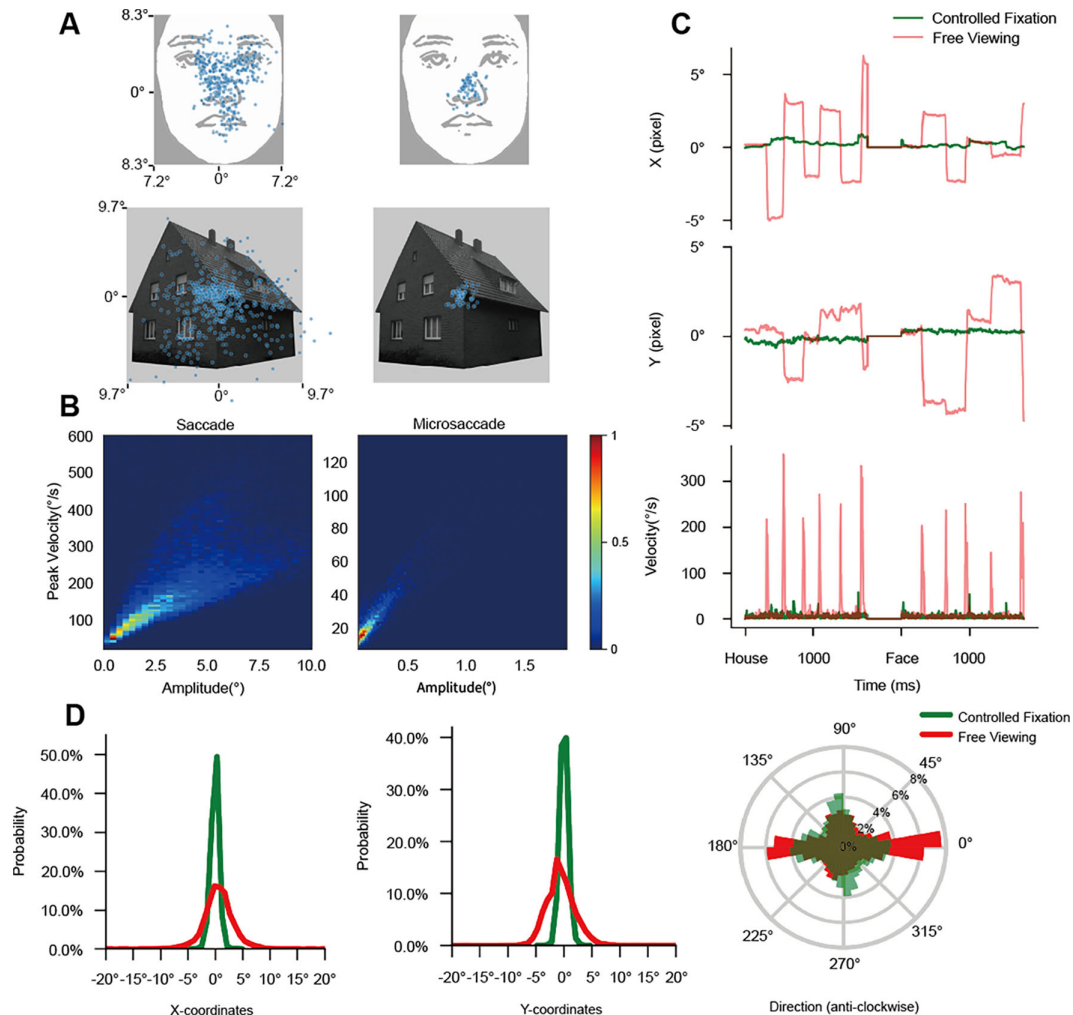 A
8.3°
0°
8.3°
7.2°
0°
7.2°
9.7°
0°
9.7°
0°
9.7°
B
Saccade
Microsaccade
600
500
400
300
200
100
Peak Velocity(°/s)
0.0
2.5
5.0
7.5
10.0
Amplitude(°)
120
100
80
60
40
20
0.5
1.0
1.5
Amplitude(°)
1
0.5
0
C
Controlled Fixation
Free Viewing
5°
0°
-5°
X (pixel)
5°
0°
-5°
Y (pixel)
300
200
100
0
Velocity(°/s)
House
1000
Face
1000
Time (ms)
D
50.0%
40.0%
30.0%
20.0%
10.0%
0.0%
Probability
-20°-15°-10° -5° 0° 5° 10° 15° 20°
X-coordinates
40.0%
30.0%
20.0%
10.0%
0.0%
Probability
-20°-15°-10° -5° 0° 5° 10° 15° 20°
Y-coordinates
Controlled Fixation
Free Viewing
90°
135°
45°
8%
6%
4%
2%
0%
180°
0°
225°
315°
270°
Direction (anti-clockwise)